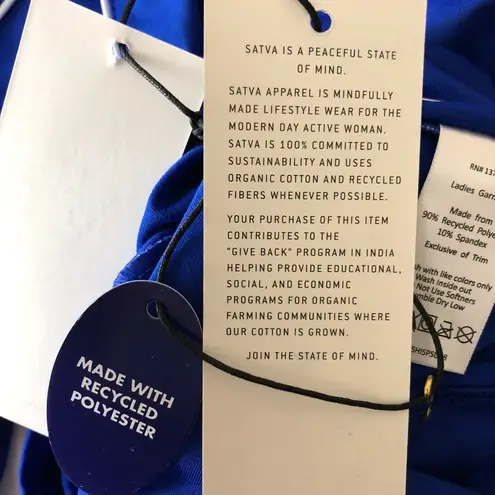 SATVA IS A PEACEFUL STATE
OF MIND.
SATVA APPAREL IS MINDFULLY
MADE LIFESTYLE WEAR FOR THE
MODERN DAY ACTIVE WOMAN.
SATVA IS 100% COMMITTED TO
SUSTAINABILITY AND USES
ORGANIC COTTON AND RECYCLED
FIBERS WHENEVER POSSIBLE.
YOUR PURCHASE OF THIS ITEM
CONTRIBUTES TO THE
"GIVE BACK" PROGRAM IN INDIA
HELPING PROVIDE EDUCATIONAL,
SOCIAL, AND ECONOMIC
PROGRAMS FOR ORGANIC
FARMING COMMUNITIES WHERE
OUR COTTON IS GROWN.
JOIN THE STATE OF MIND.
MADE WITH
RECYCLED
POLYESTER
RN# 137
Ladies Garm
Made from
90% Recycled Polye
10% Spandex
Exclusive of Trim
with like colors only
Wash inside out
Not Use Softners
mble Dry Low